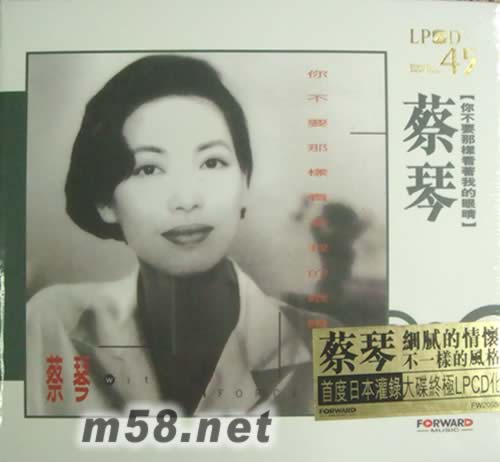 LPCD
45
蔡琴
【你不要那樣看著我的眼睛】
你不要那樣看著我的眼睛
蔡琴
蔡琴
細膩的情懷
不一樣的風格
首度日本灌錄 大碟終極LPCD化
FORWARD
FORWARD
MUSIC
m58.net